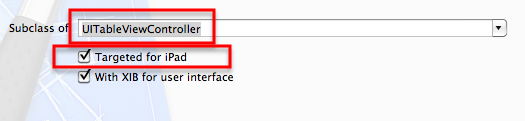 Subclass of UITableViewController
Targeted for iPad
With XIB for user interface